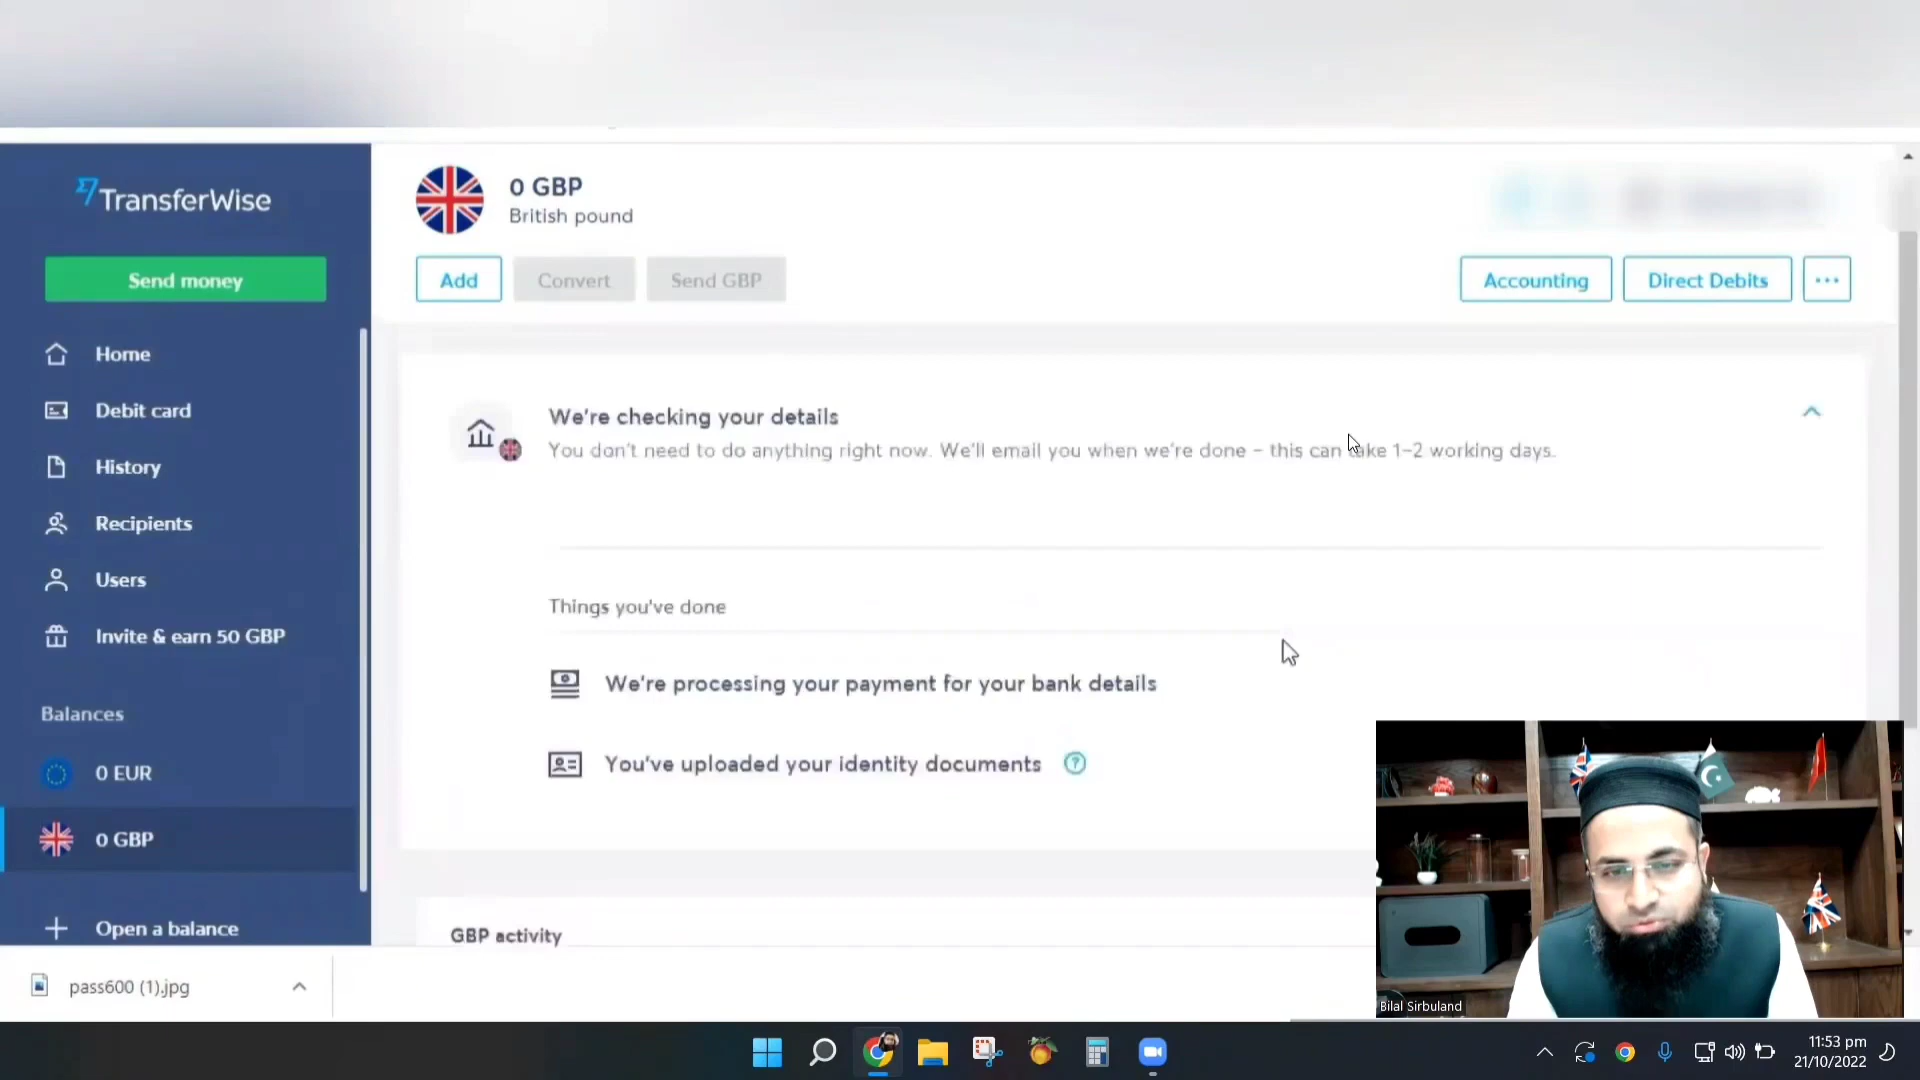 TransferWise
Send money
Home
Debit card
History
Recipients
Users
Invite & earn 50 GBP
Balances
0 EUR
0 GBP
Open a balance
0 GBP
British pound
Add
Convert
Send GBP
Accounting
Direct Debits
We're checking your details
You don't need to do anything right now. We'll email you when we're done – this can take 1–2 working days.
Things you've done
We're processing your payment for your bank details
You've uploaded your identity documents
GBP activity
pass600 (1).jpg
Bilal Sirbuland
11:53 pm
21/10/2022